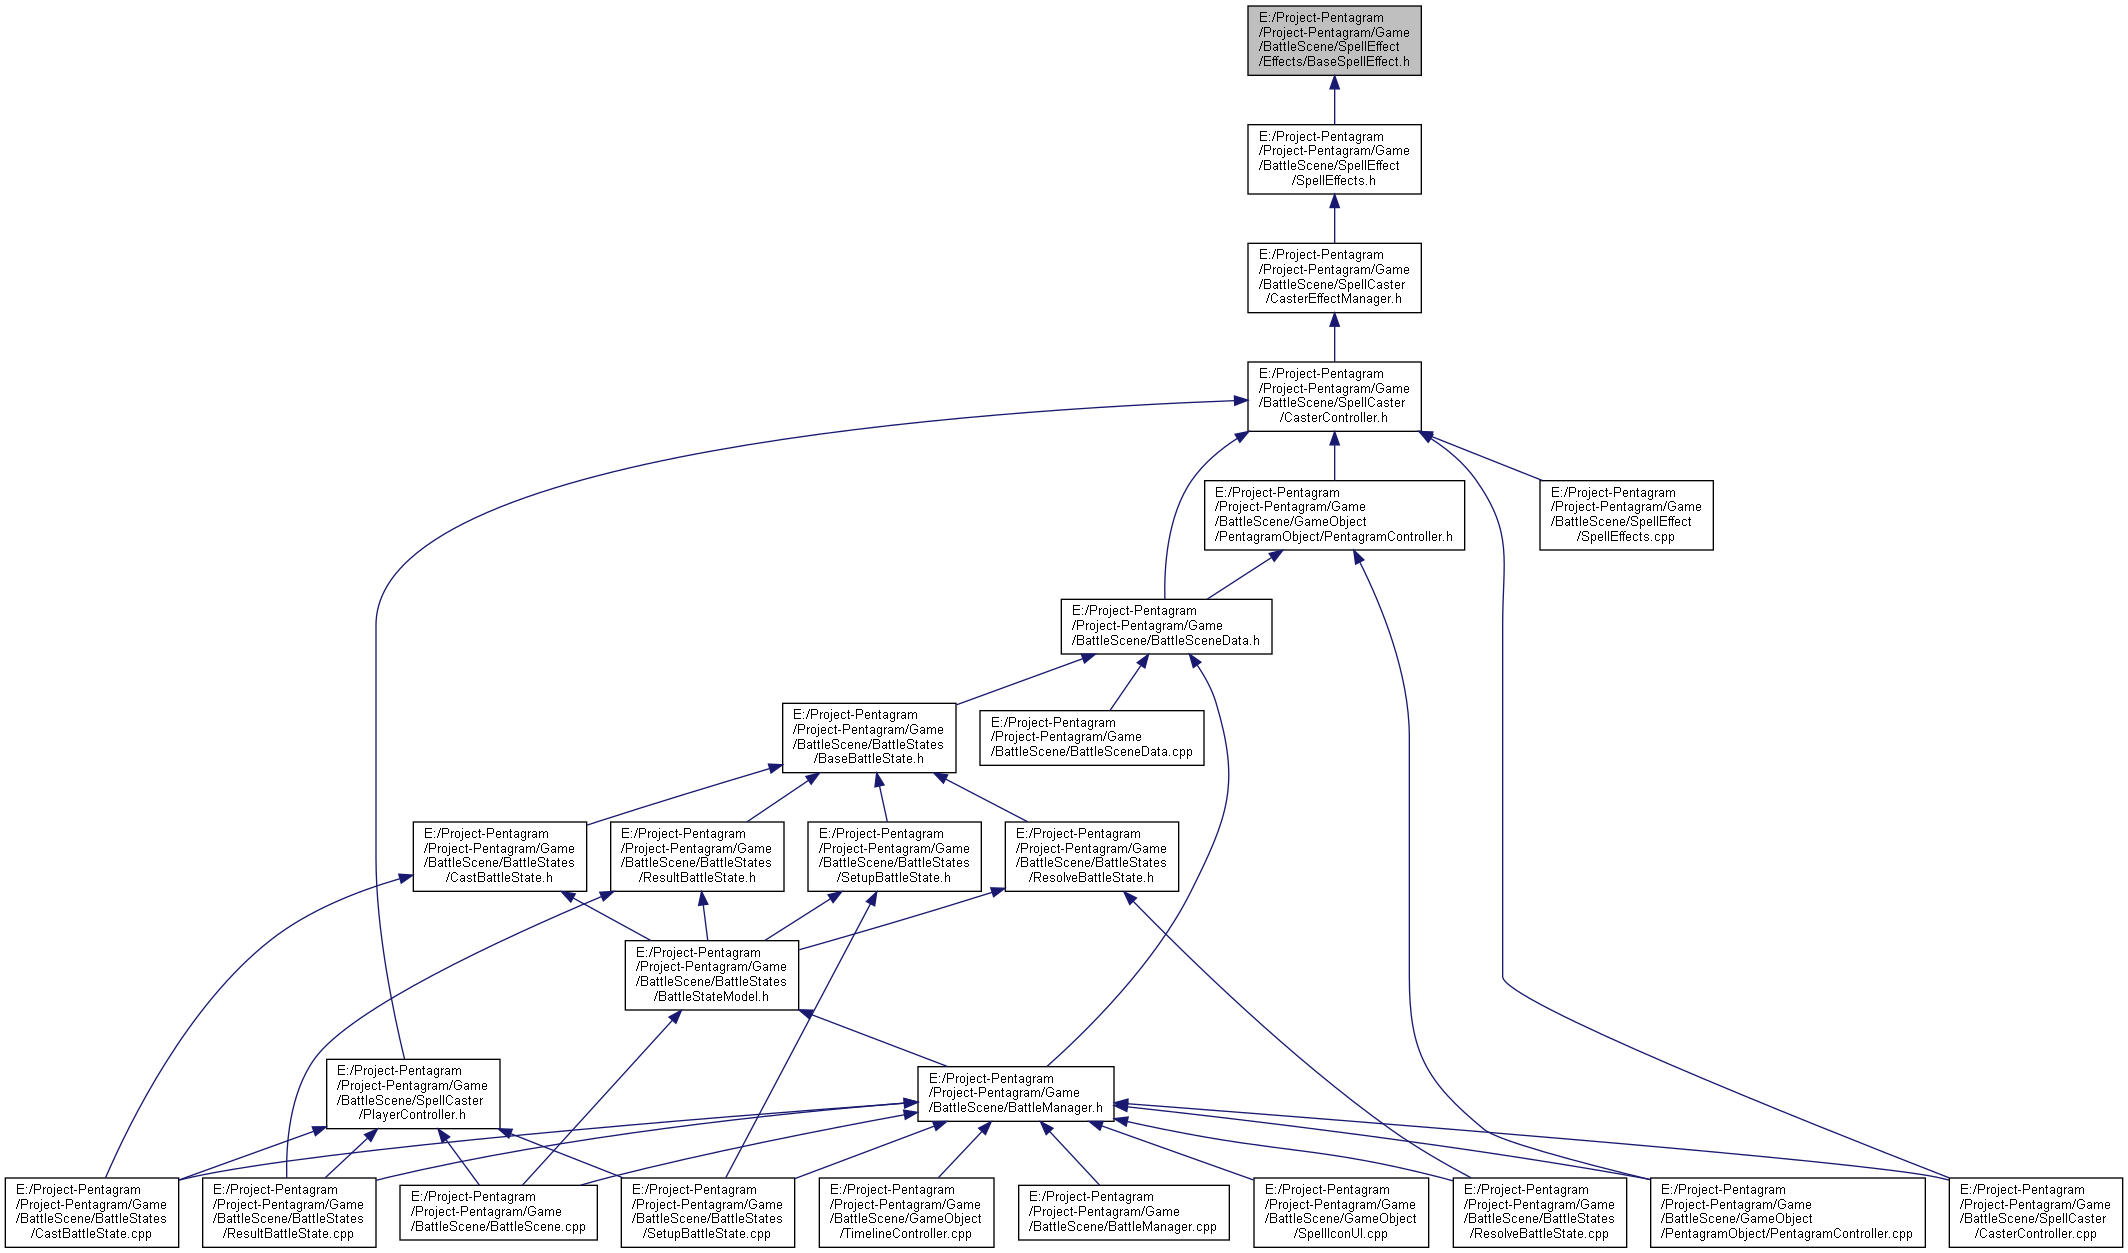 E:/Project-Pentagram
/Project-Pentagram/Game
/BattleScene/SpellEffect
/Effects/BaseSpellEffect.h
E:/Project-Pentagram
/Project-Pentagram/Game
/BattleScene/SpellEffect
/SpellEffects.h
E:/Project-Pentagram
/Project-Pentagram/Game
/BattleScene/SpellCaster
/CasterEffectManager.h
E:/Project-Pentagram
/Project-Pentagram/Game
/BattleScene/SpellCaster
/CasterController.h
E:/Project-Pentagram
/Project-Pentagram/Game
/BattleScene/GameObject
/PentagramObject/PentagramController.h
E:/Project-Pentagram
/Project-Pentagram/Game
/BattleScene/SpellEffect
/SpellEffects.cpp
E:/Project-Pentagram
/Project-Pentagram/Game
/BattleScene/BattleSceneData.h
E:/Project-Pentagram
/Project-Pentagram/Game
/BattleScene/BattleStates
/BaseBattleState.h
E:/Project-Pentagram
/Project-Pentagram/Game
/BattleScene/BattleSceneData.cpp
E:/Project-Pentagram
/Project-Pentagram/Game
/BattleScene/BattleStates
/CastBattleState.h
E:/Project-Pentagram
/Project-Pentagram/Game
/BattleScene/BattleStates
/ResultBattleState.h
E:/Project-Pentagram
/Project-Pentagram/Game
/BattleScene/BattleStates
/SetupBattleState.h
E:/Project-Pentagram
/Project-Pentagram/Game
/BattleScene/BattleStates
/ResolveBattleState.h
E:/Project-Pentagram
/Project-Pentagram/Game
/BattleScene/BattleStates
/BattleStateModel.h
E:/Project-Pentagram
/Project-Pentagram/Game
/BattleScene/SpellCaster
/PlayerController.h
E:/Project-Pentagram
/Project-Pentagram/Game
/BattleScene/BattleManager.h
E:/Project-Pentagram
/Project-Pentagram/Game
/BattleScene/BattleStates
/CastBattleState.cpp
E:/Project-Pentagram
/Project-Pentagram/Game
/BattleScene/BattleStates
/ResultBattleState.cpp
E:/Project-Pentagram
/Project-Pentagram/Game
/BattleScene/BattleScene.cpp
E:/Project-Pentagram
/Project-Pentagram/Game
/BattleScene/BattleStates
/SetupBattleState.cpp
E:/Project-Pentagram
/Project-Pentagram/Game
/BattleScene/GameObject
/TimelineController.cpp
E:/Project-Pentagram
/Project-Pentagram/Game
/BattleScene/BattleManager.cpp
E:/Project-Pentagram
/Project-Pentagram/Game
/BattleScene/GameObject
/SpellIconUI.cpp
E:/Project-Pentagram
/Project-Pentagram/Game
/BattleScene/BattleStates
/ResolveBattleState.cpp
E:/Project-Pentagram
/Project-Pentagram/Game
/BattleScene/GameObject
/PentagramObject/PentagramController.cpp
E:/Project-Pentagram
/Project-Pentagram/Game
/BattleScene/SpellCaster
/CasterController.cpp